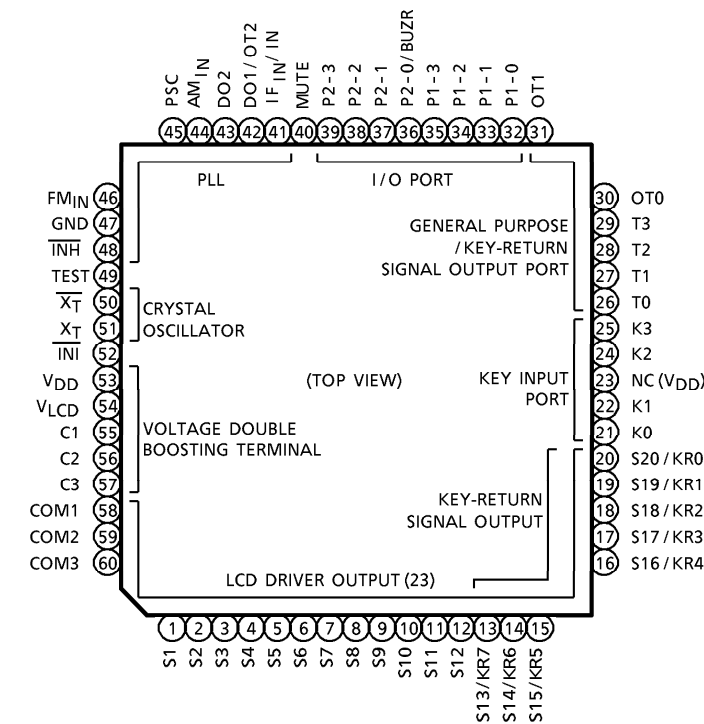 PSC
AMIN
DO2
DO1/OT2
IFIN/IN
MUTE
P2-3
P2-2
P2-1
P2-0/BUZR
P1-3
P1-2
P1-1
P1-0
OT1
45 44 43 42 41 40 39 38 37 36 35 34 33 32 31
PLL
I/O PORT
FMIN 46
GND 47
INH 48
TEST 49
XT 50
XT 51
INI 52
VDD 53
VLCD 54
C1 55
C2 56
C3 57
COM1 58
COM2 59
COM3 60
GENERAL PURPOSE
/KEY-RETURN
SIGNAL OUTPUT PORT
CRYSTAL
OSCILLATOR
(TOP VIEW)
KEY INPUT
PORT
VOLTAGE DOUBLE
BOOSTING TERMINAL
KEY-RETURN
SIGNAL OUTPUT
LCD DRIVER OUTPUT (23)
30 OT0
29 T3
28 T2
27 T1
26 T0
25 K3
24 K2
23 NC (VDD)
22 K1
21 K0
20 S20/KR0
19 S19/KR1
18 S18/KR2
17 S17/KR3
16 S16/KR4
1 2 3 4 5 6 7 8 9 10 11 12 13 14 15
S1
S2
S3
S4
S5
S6
S7
S8
S9
S10
S11
S12
S13/KR7
S14/KR6
S15/KR5